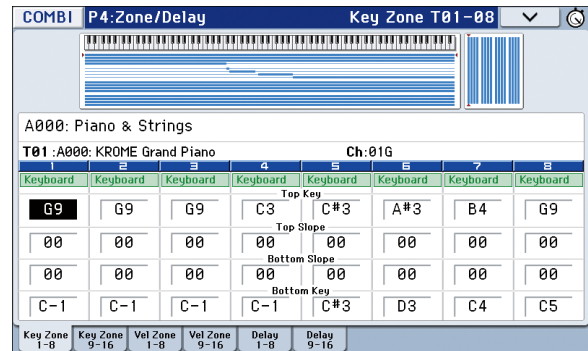 COMBI P4:Zone/Delay Key Zone T01-08
A000: Piano & Strings
T01 :A000: KROME Grand Piano Ch:01G
1 2 3 4 5 6 7 8
Keyboard Keyboard Keyboard Keyboard Keyboard Keyboard Keyboard Keyboard
Top Key
G9 G9 G9 C3 C#3 A#3 B4 G9
Top Slope
00 00 00 00 00 00 00 00
Bottom Slope
00 00 00 00 00 00 00 00
Bottom Key
C-1 C-1 C-1 C-1 C#3 D3 C4 C5
Key Zone 1-8 Key Zone 9-16 Vel Zone 1-8 Vel Zone 9-16 Delay 1-8 Delay 9-16